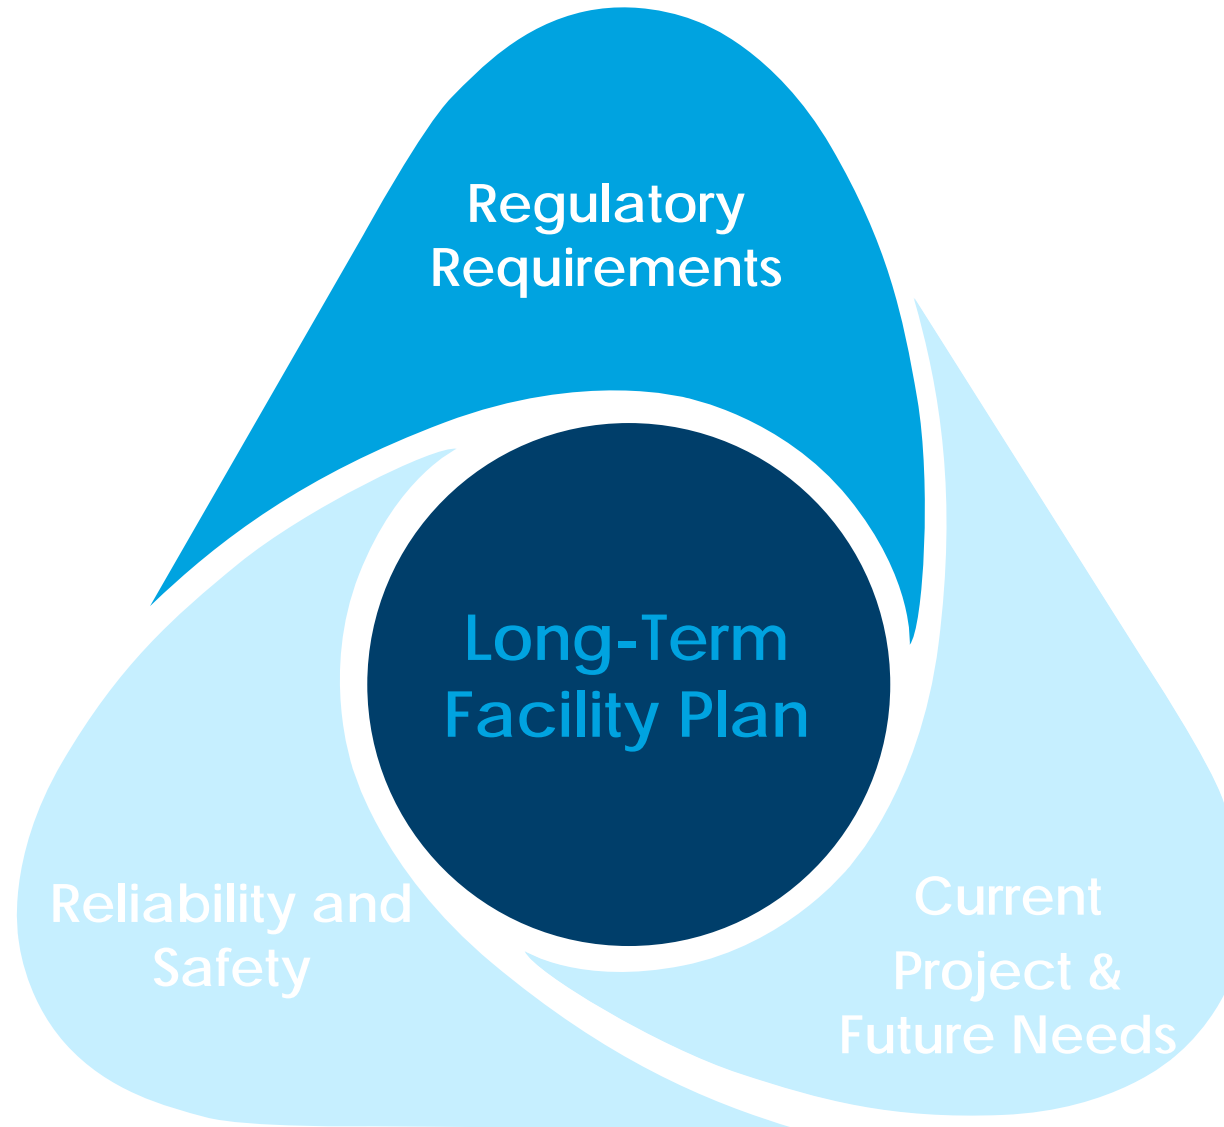 Regulatory
Requirements
Long-Term
Facility Plan
Reliability and
Safety
Current
Project &
Future Needs